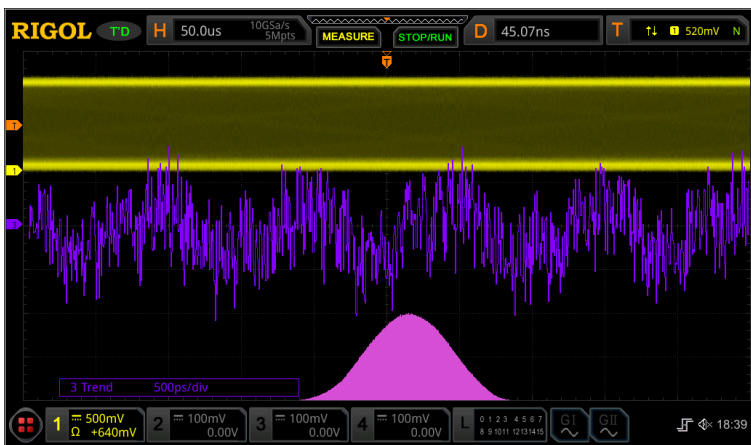 RIGOL T'D H 50.0us 10GSa/s 5Mpts MEASURE STOP/RUN D 45.07ns T 1 520mV N
T
T
1
3
3 Trend 500ps/div
1 500mV Ω +640mV 2 100mV 0.00V 3 100mV 0.00V 4 100mV 0.00V L 0 1 2 3 4 5 6 7 8 9 10 11 12 13 14 15 GI GII 18:39